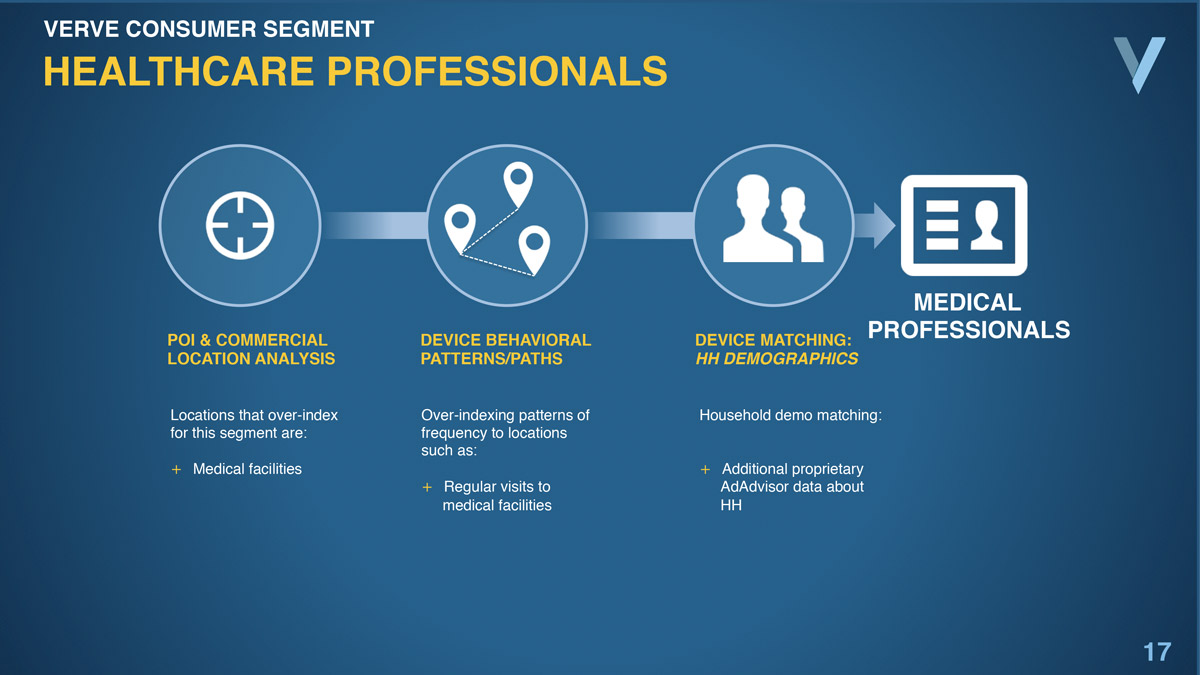 VERVE CONSUMER SEGMENT
HEALTHCARE PROFESSIONALS
POI & COMMERCIAL
LOCATION ANALYSIS
Locations that over-index
for this segment are:
+ Medical facilities
DEVICE BEHAVIORAL
PATTERNS/PATHS
Over-indexing patterns of
frequency to locations
such as:
+ Regular visits to
medical facilities
DEVICE MATCHING:
HH DEMOGRAPHICS
Household demo matching:
+ Additional proprietary
AdAdvisor data about
HH
MEDICAL
PROFESSIONALS
17